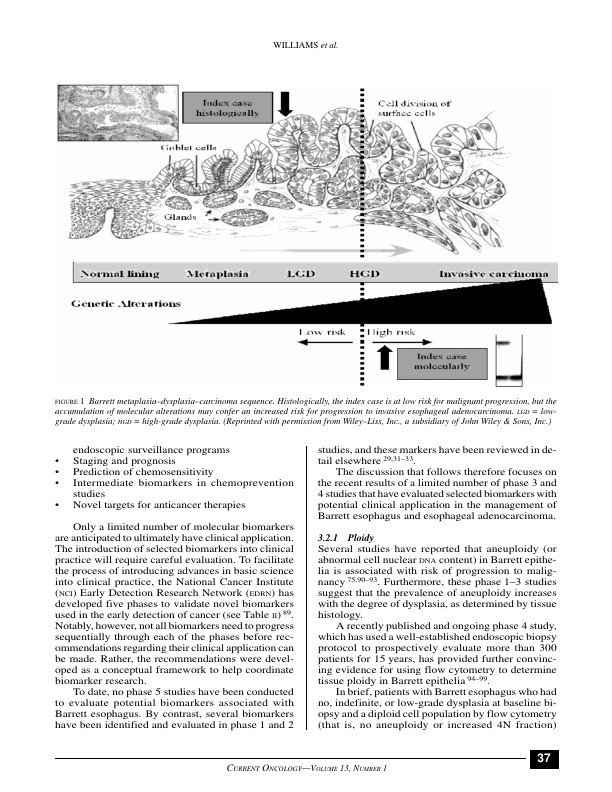 WILLIAMS et al.
Index case
histologically
Cell division of
surface cells
Goblet cells
Glands
Normal lining Metaplasia LGD HGD Invasive carcinoma
Genetic Alterations
Low risk High risk
Index case
molecularly
FIGURE 1 Barrett metaplasia–dysplasia–carcinoma sequence. Histologically, the index case is at low risk for malignant progression, but the
accumulation of molecular alterations may confer an increased risk for progression to invasive esophageal adenocarcinoma. LGD = low-
grade dysplasia; HGD = high-grade dysplasia. (Reprinted with permission from Wiley–Liss, Inc., a subsidiary of John Wiley & Sons, Inc.)
endoscopic surveillance programs
• Staging and prognosis
• Prediction of chemosensitivity
• Intermediate biomarkers in chemoprevention
studies
• Novel targets for anticancer therapies
Only a limited number of molecular biomarkers
are anticipated to ultimately have clinical application.
The introduction of selected biomarkers into clinical
practice will require careful evaluation. To facilitate
the process of introducing advances in basic science
into clinical practice, the National Cancer Institute
(NCI) Early Detection Research Network (EDRN) has
developed five phases to validate novel biomarkers
used in the early detection of cancer (see Table II) 89.
Notably, however, not all biomarkers need to progress
sequentially through each of the phases before rec-
ommendations regarding their clinical application can
be made. Rather, the recommendations were devel-
oped as a conceptual framework to help coordinate
biomarker research.
To date, no phase 5 studies have been conducted
to evaluate potential biomarkers associated with
Barrett esophagus. By contrast, several biomarkers
have been identified and evaluated in phase 1 and 2
studies, and these markers have been reviewed in de-
tail elsewhere 29,31–33.
The discussion that follows therefore focuses on
the recent results of a limited number of phase 3 and
4 studies that have evaluated selected biomarkers with
potential clinical application in the management of
Barrett esophagus and esophageal adenocarcinoma.
3.2.1 Ploidy
Several studies have reported that aneuploidy (or
abnormal cell nuclear DNA content) in Barrett epithe-
lia is associated with risk of progression to malig-
nancy 75,90–93. Furthermore, these phase 1–3 studies
suggest that the prevalence of aneuploidy increases
with the degree of dysplasia, as determined by tissue
histology.
A recently published and ongoing phase 4 study,
which has used a well-established endoscopic biopsy
protocol to prospectively evaluate more than 300
patients for 15 years, has provided further convinc-
ing evidence for using flow cytometry to determine
tissue ploidy in Barrett epithelia 94–99.
In brief, patients with Barrett esophagus who had
no, indefinite, or low-grade dysplasia at baseline bi-
opsy and a diploid cell population by flow cytometry
(that is, no aneuploidy or increased 4N fraction)
37
CURRENT ONCOLOGY—VOLUME 13, NUMBER 1